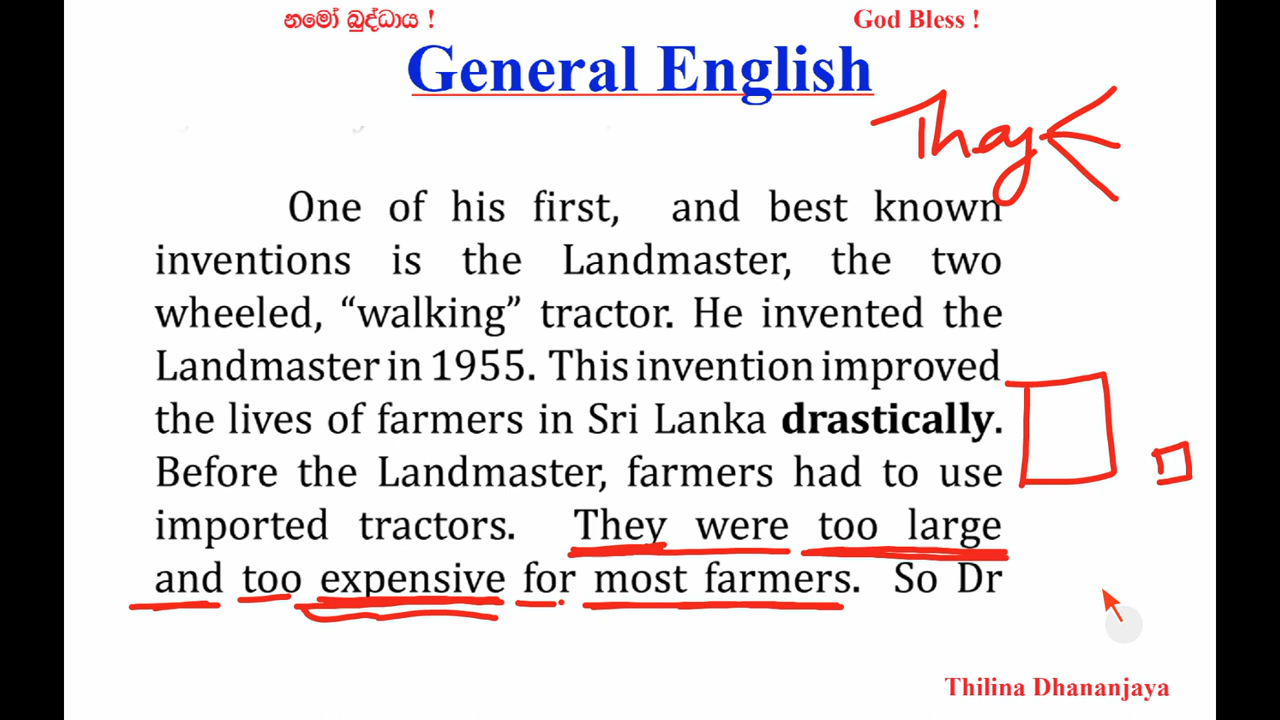 නමෝ බුද්ධාය !
God Bless !
General English
They
One of his first, and best known
inventions is the Landmaster, the two
wheeled, “walking” tractor. He invented the
Landmaster in 1955. This invention improved
the lives of farmers in Sri Lanka drastically.
Before the Landmaster, farmers had to use
imported tractors. They were too large
and too expensive for most farmers. So Dr
Thilina Dhananjaya